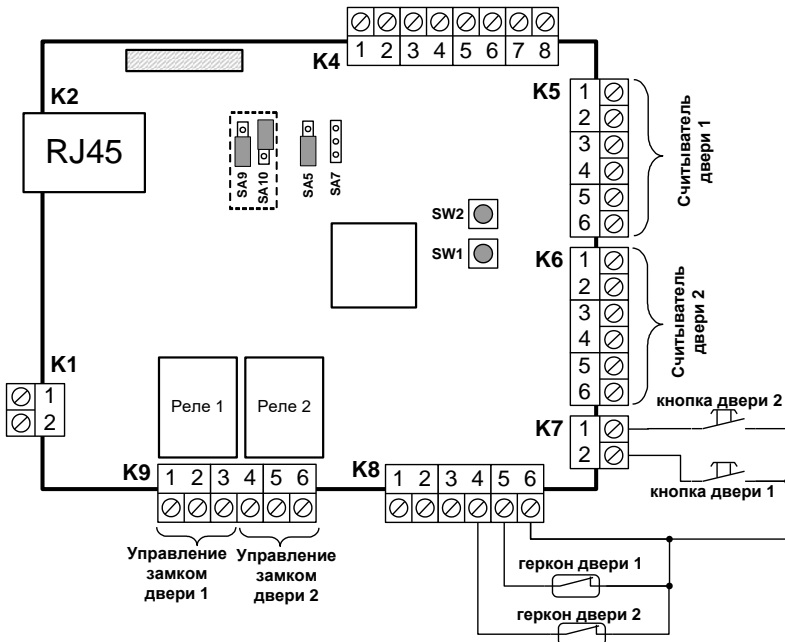 K4
1 2 3 4 5 6 7 8
K2
RJ45
SA9
SA10
SA5
SA7
SW2
SW1
K5
1
2
3
4
5
6
Считыватель
двери 1
K6
1
2
3
4
5
6
Считыватель
двери 2
K1
1
2
Реле 1
Реле 2
K7
1
2
кнопка двери 2
кнопка двери 1
K9
1 2 3 4 5 6
K8
1 2 3 4 5 6
Управление
замком
двери 1
Управление
замком
двери 2
геркон двери 1
геркон двери 2